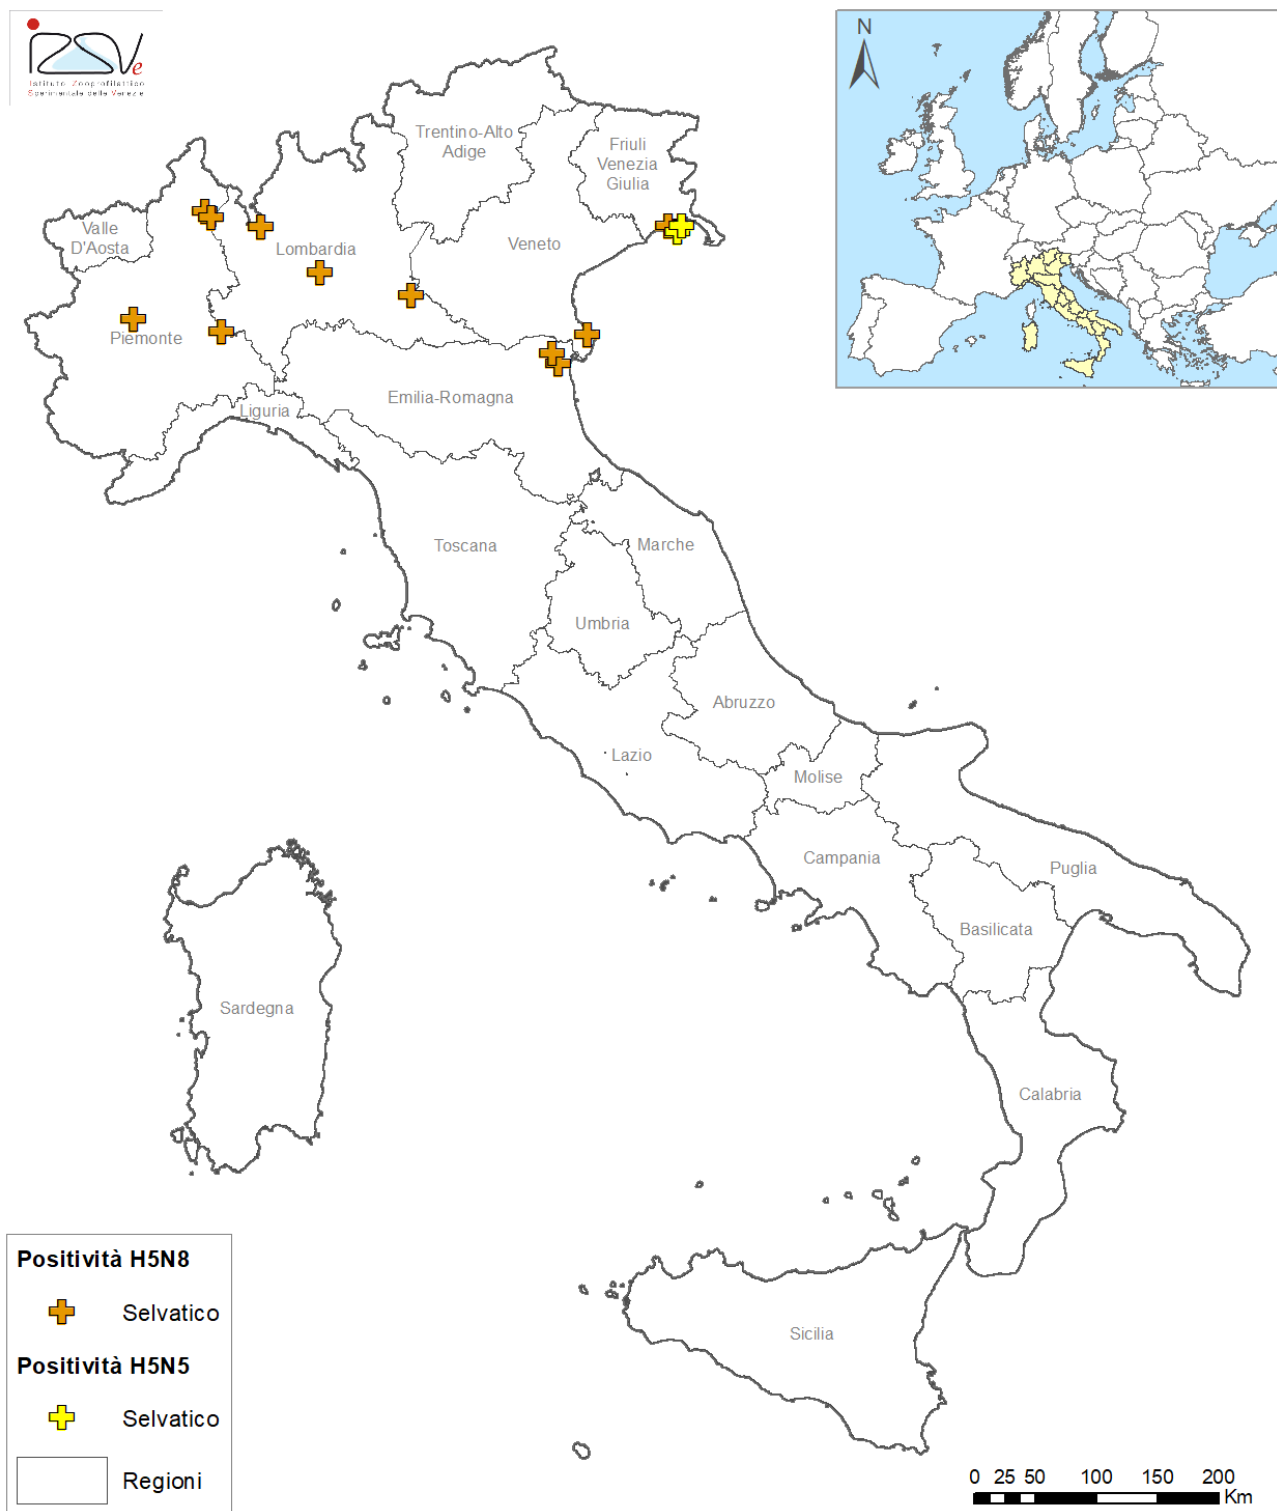 Istituto Zooprofilattico
Sperimentale delle Venezie
N
Trentino-Alto
Adige
Friuli
Venezia
Giulia
Valle
D'Aosta
Lombardia
Veneto
Piemonte
Emilia-Romagna
Liguria
Toscana
Marche
Umbria
Abruzzo
Lazio
Molise
Campania
Puglia
Basilicata
Sardegna
Calabria
Sicilia
Positività H5N8
Selvatico
Positività H5N5
Selvatico
Regioni
0 25 50 100 150 200
Km